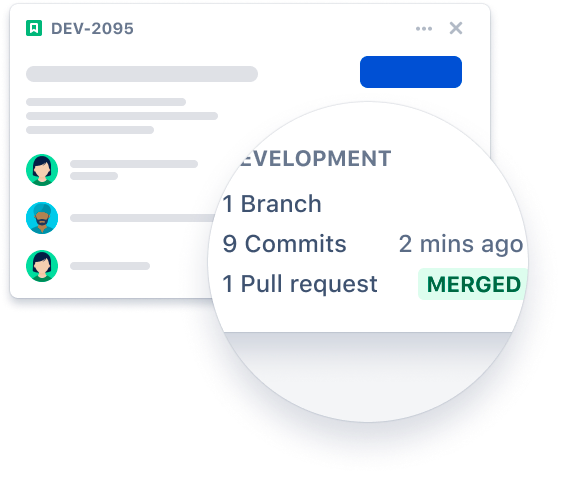 DEV-2095
EVELOPMENT
1 Branch
9 Commits 2 mins ago
1 Pull request MERGED